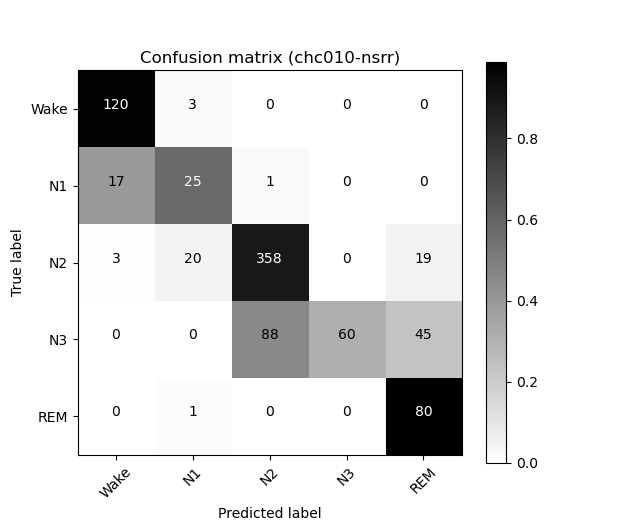 Confusion matrix (chc010-nsrr)
Wake 120 3 0 0 0
N1 17 25 1 0 0
N2 3 20 358 0 19
N3 0 0 88 60 45
REM 0 1 0 0 80
Wake N1 N2 N3 REM
True label
Predicted label
0.8
0.6
0.4
0.2
0.0